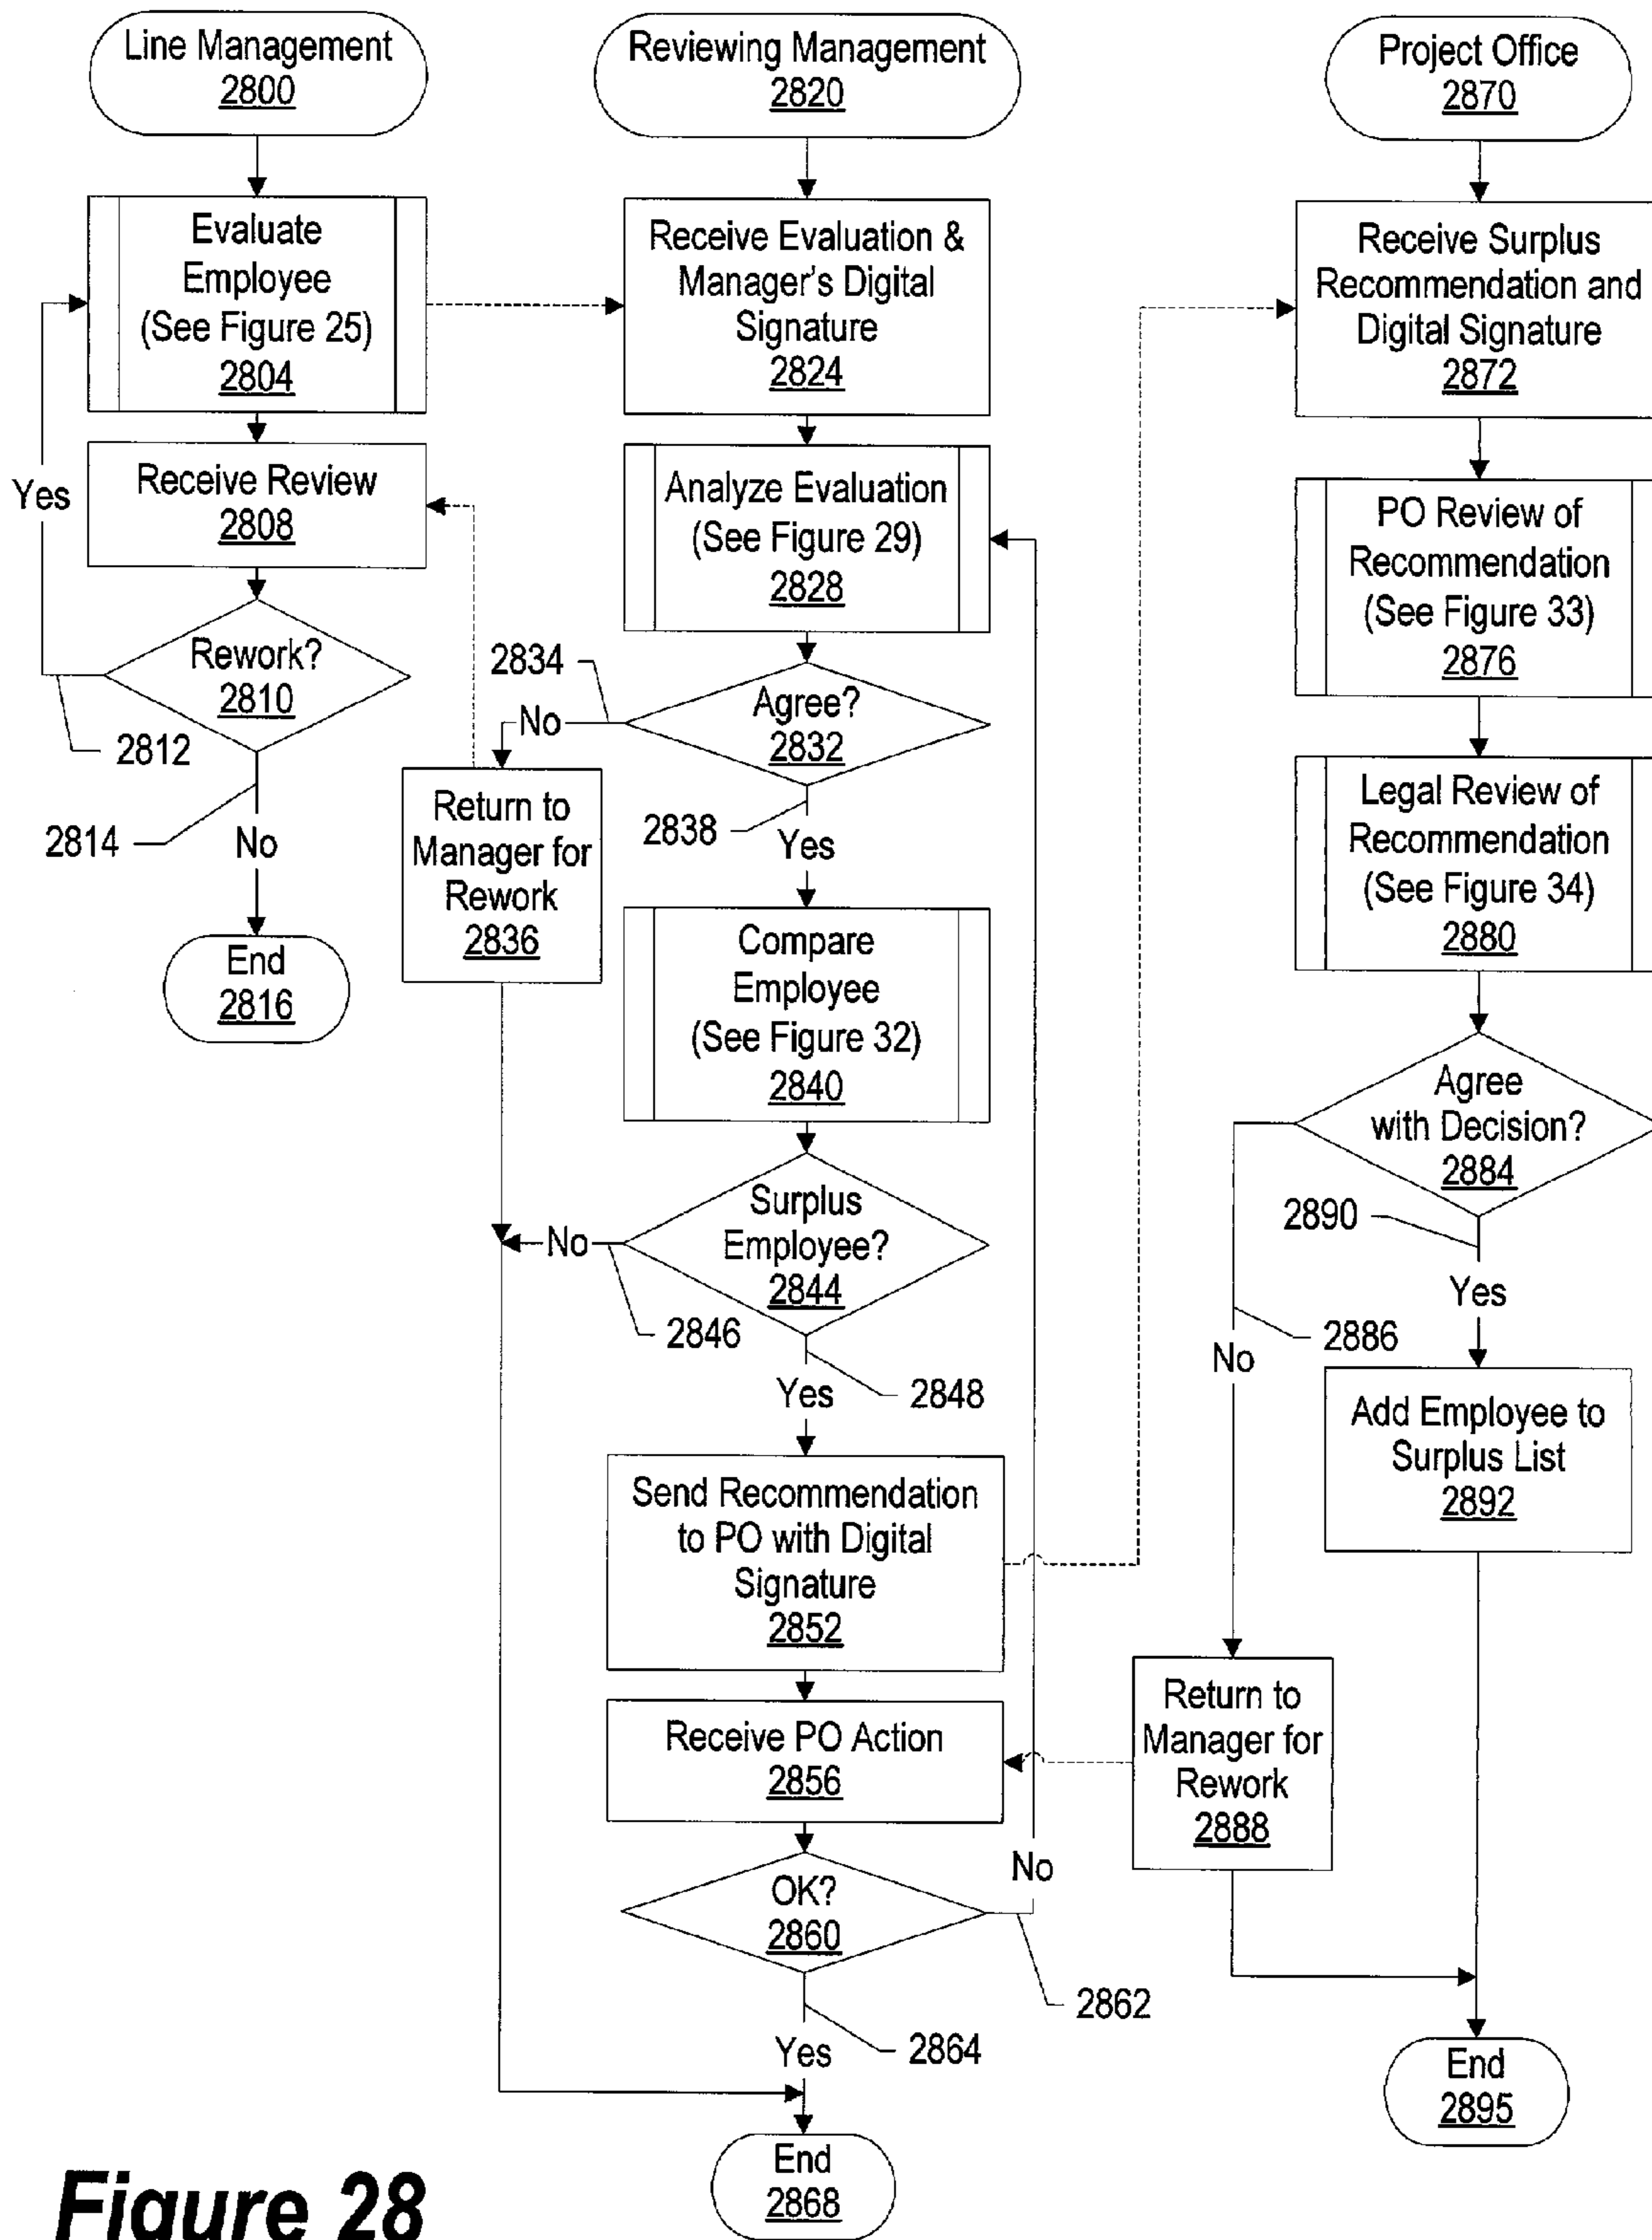 Line Management
2800
Evaluate
Employee
(See Figure 25)
2804
Receive Review
2808
Yes
Rework?
2810
2812
2814
No
End
2816
Reviewing Management
2820
Receive Evaluation &
Manager's Digital
Signature
2824
Analyze Evaluation
(See Figure 29)
2828
2834
Agree?
2832
No
2838
Yes
Return to
Manager for
Rework
2836
Compare
Employee
(See Figure 32)
2840
Surplus
Employee?
2844
No
2846
2848
Yes
Send Recommendation
to PO with Digital
Signature
2852
Receive PO Action
2856
OK?
2860
No
2862
2864
Yes
End
2868
Project Office
2870
Receive Surplus
Recommendation and
Digital Signature
2872
PO Review of
Recommendation
(See Figure 33)
2876
Legal Review of
Recommendation
(See Figure 34)
2880
Agree
with Decision?
2884
2890
Yes
2886
No
Add Employee to
Surplus List
2892
Return to
Manager for
Rework
2888
End
2895
Figure 28